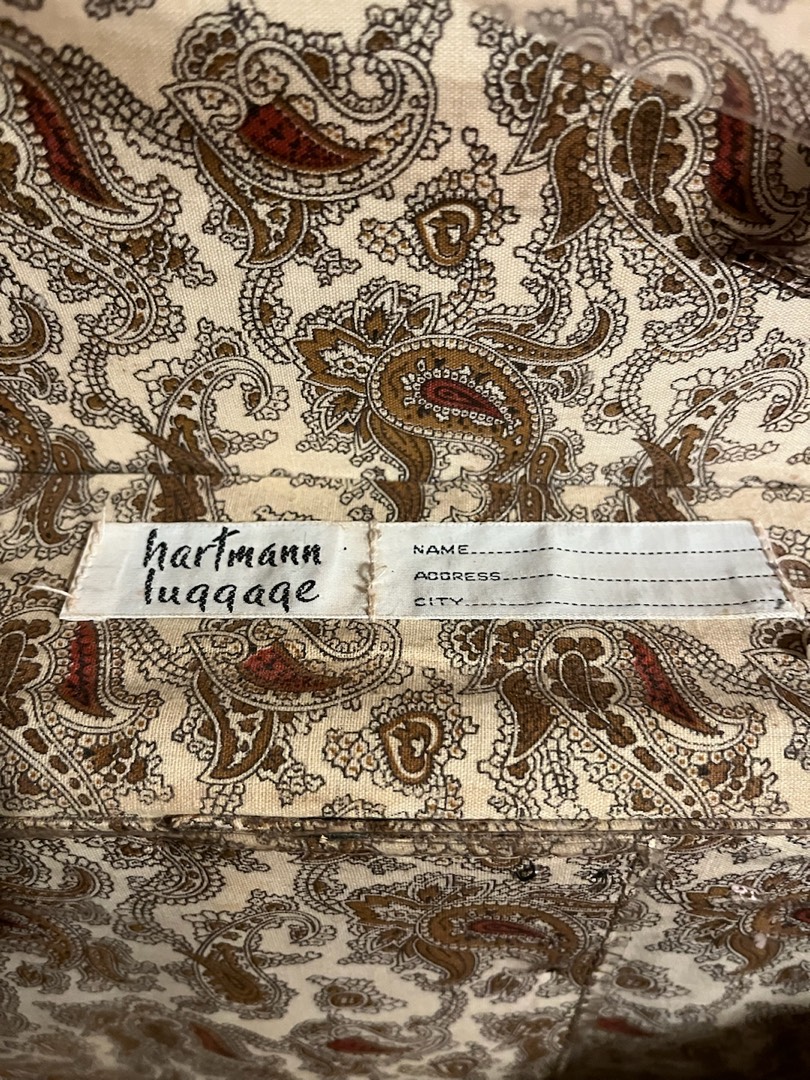 hartmann
luggage
NAME
ADDRESS
CITY